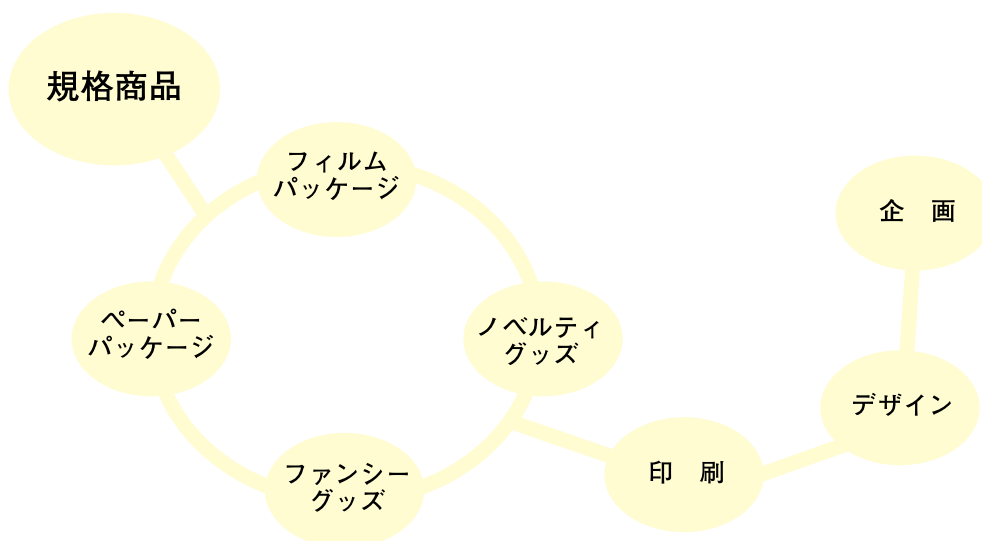 規格商品
フィルム
パッケージ
企　画
ペーパー
パッケージ
ノベルティ
グッズ
デザイン
ファンシー
グッズ
印　刷